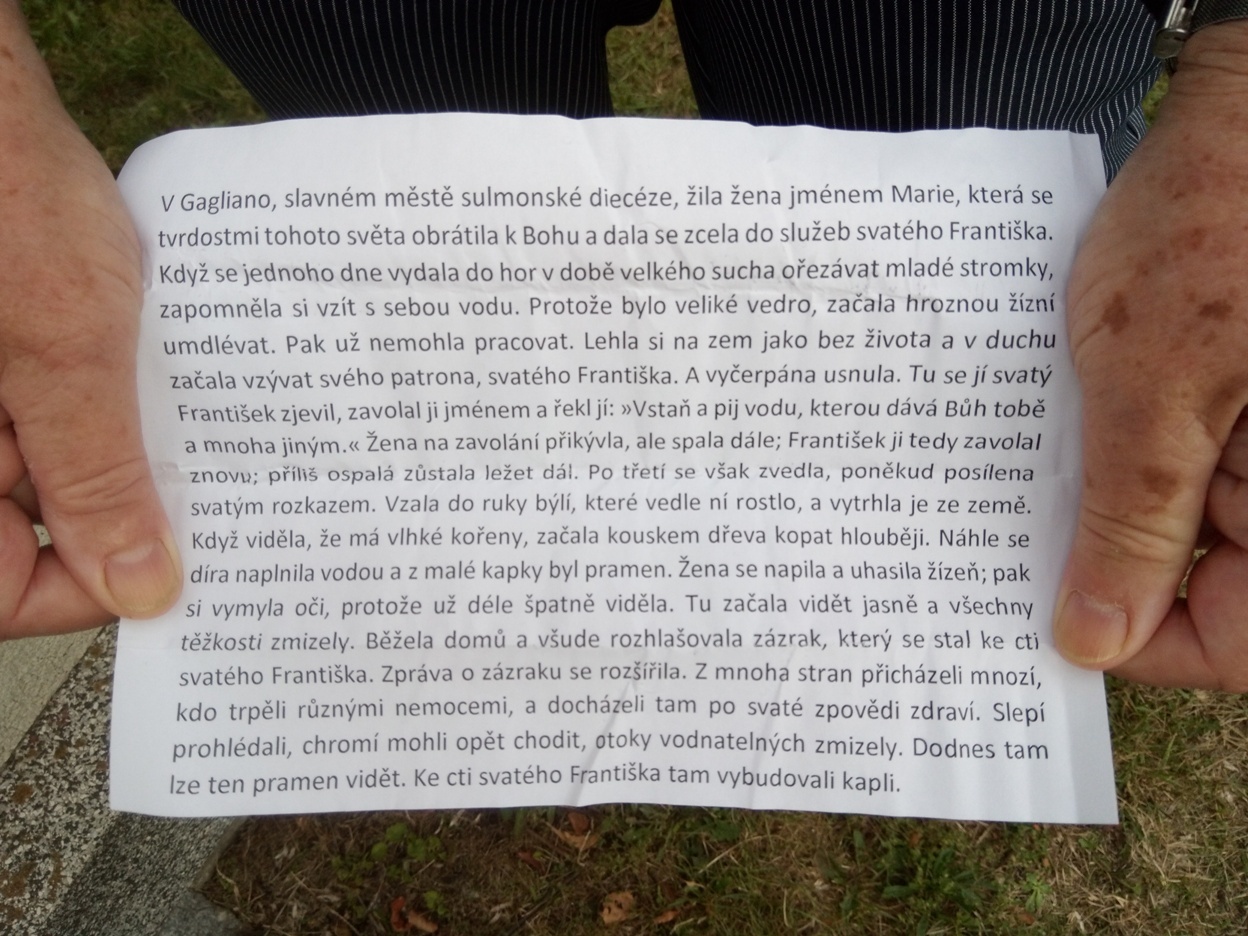 V Gagliano, slavném městě sulmonské diecéze, žila žena jménem Marie, která se
tvrdostmi tohoto světa obrátila k Bohu a dala se zcela do služeb svatého Františka.
Když se jednoho dne vydala do hor v době velkého sucha ořezávat mladé stromky,
zapomněla si vzít s sebou vodu. Protože bylo veliké vedro, začala hroznou žízní
umdlévat. Pak už nemohla pracovat. Lehla si na zem jako bez života a v duchu
začala vzývat svého patrona, svatého Františka. A vyčerpána usnula. Tu se jí svatý
František zjevil, zavolal ji jménem a řekl jí: »Vstaň a pij vodu, kterou dává Bůh tobě
a mnoha jiným.« Žena na zavolání přikývla, ale spala dále; František ji tedy zavolal
znovu; příliš ospalá zůstala ležet dál. Po třetí se však zvedla, poněkud posílena
svatým rozkazem. Vzala do ruky býlí, které vedle ní rostlo, a vytrhla je ze země.
Když viděla, že má vlhké kořeny, začala kouskem dřeva kopat hlouběji. Náhle se
díra naplnila vodou a z malé kapky byl pramen. Žena se napila a uhasila žízeň; pak
si vymyla oči, protože už déle špatně viděla. Tu začala vidět jasně a všechny
těžkosti zmizely. Běžela domů a všude rozhlašovala zázrak, který se stal ke cti
svatého Františka. Zpráva o zázraku se rozšířila. Z mnoha stran přicházeli mnozí,
kdo trpěli různými nemocemi, a docházeli tam po svaté zpovědi zdraví. Slepí
prohlédali, chromí mohli opět chodit, otoky vodnatelných zmizely. Dodnes tam
lze ten pramen vidět. Ke cti svatého Františka tam vybudovali kapli.